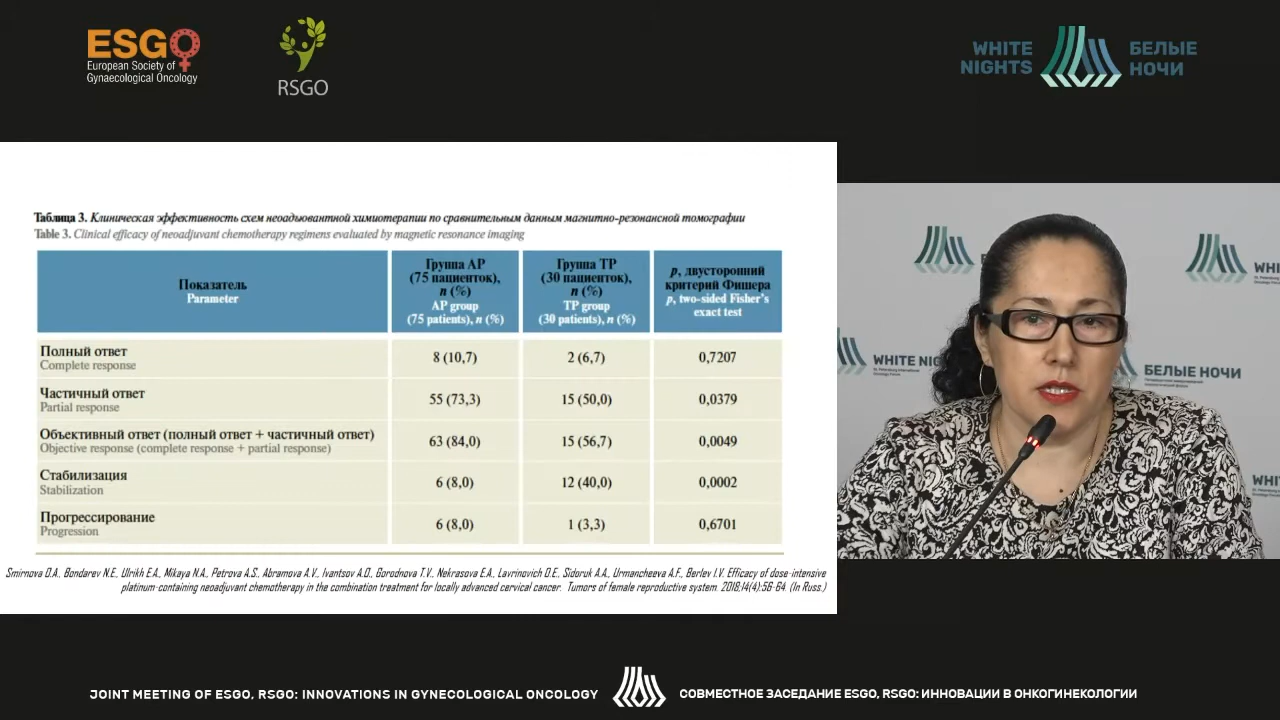 ESGO
European Society of
Gynaecological Oncology
RSGO
WHITE
NIGHTS
БЕЛЫЕ
НОЧИ
Таблица 3. Клиническая эффективность схем неоадъювантной химиотерапии по сравнительным данным магнитно-резонансной томографии
Table 3. Clinical efficacy of neoadjuvant chemotherapy regimens evaluated by magnetic resonance imaging
Показатель
Parameter
Группа АР
(75 пациенток),
n (%)
AP group
(75 patients), n (%)
Группа ТР
(30 пациенток),
n (%)
TP group
(30 patients), n (%)
p, двусторонний
критерий Фишера
p, two-sided Fisher's
exact test
Полный ответ
Complete response
8 (10,7)
2 (6,7)
0,7207
Частичный ответ
Partial response
55 (73,3)
15 (50,0)
0,0379
Объективный ответ (полный ответ + частичный ответ)
Objective response (complete response + partial response)
63 (84,0)
15 (56,7)
0,0049
Стабилизация
Stabilization
6 (8,0)
12 (40,0)
0,0002
Прогрессирование
Progression
6 (8,0)
1 (3,3)
0,6701
Smirnova O.A., Bondarev N.E., Ulrikh E.A., Mikaya N.A., Petrova A.S., Abramova A.V., Ivantsov A.O., Gorodnova T.V., Nekrasova E.A., Lavrinovich O.E., Sidoruk A.A., Urmancheeva A.F., Berlev I.V. Efficacy of dose-intensive
platinum-containing neoadjuvant chemotherapy in the combination treatment for locally advanced cervical cancer. Tumors of female reproductive system. 2018;14(4):56-64. (In Russ.)
WHITE NIG
БЕЛЫЕ НОЧИ
JOINT MEETING OF ESGO, RSGO: INNOVATIONS IN GYNECOLOGICAL ONCOLOGY
СОВМЕСТНОЕ ЗАСЕДАНИЕ ESGO, RSGO: ИННОВАЦИИ В ОНКОГИНЕКОЛОГИИ